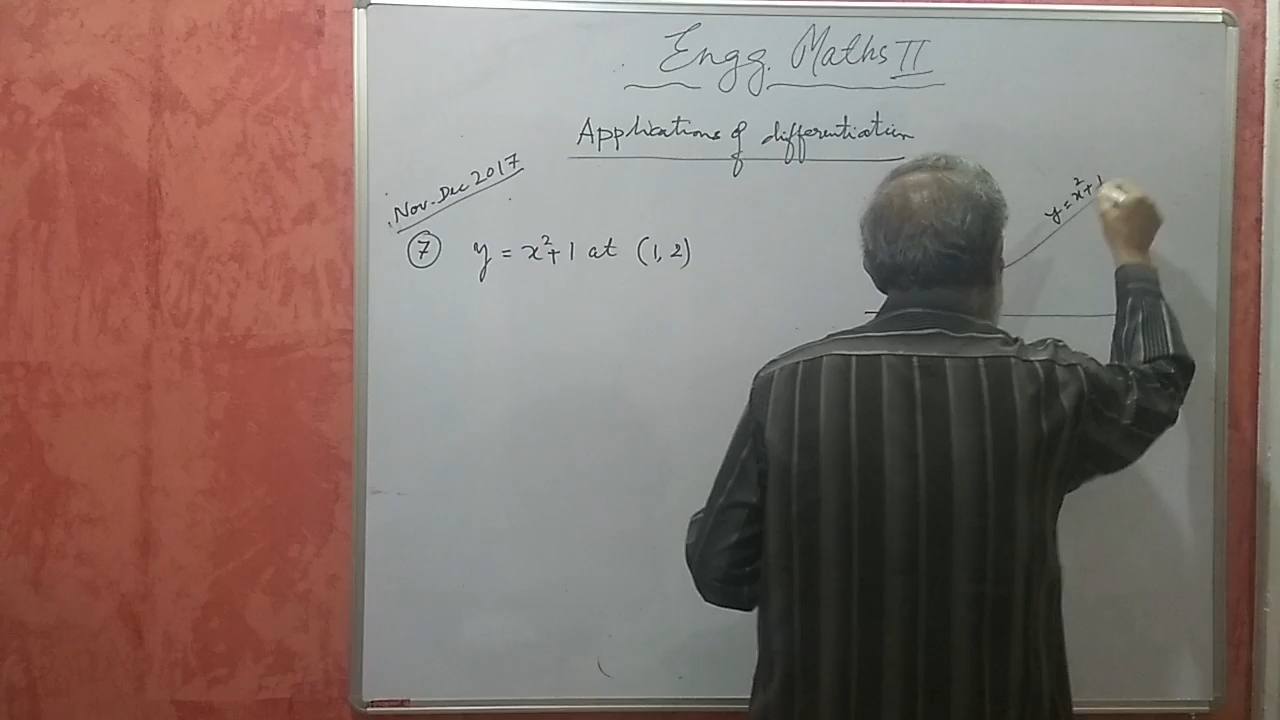 Engg. Maths II
Applications of differentiation
Nov-Dec 2017
7 y = x²+1 at (1, 2)
y = x²+1